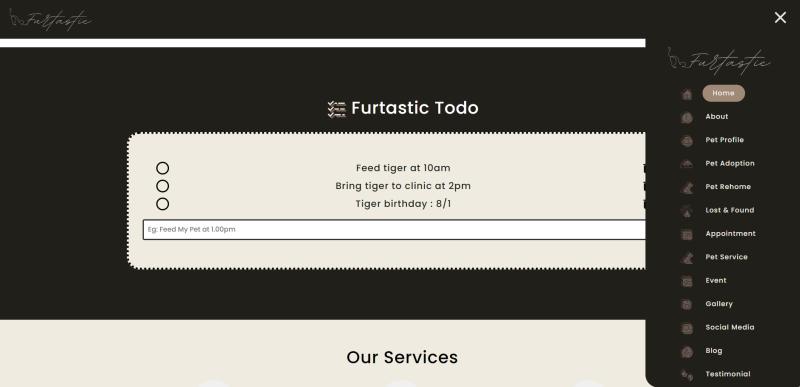 Furtastic
Furtastic Todo
Feed tiger at 10am
Bring tiger to clinic at 2pm
Tiger birthday : 8/1
Eg: Feed My Pet at 1.00pm
Our Services
Furtastic
Home
About
Pet Profile
Pet Adoption
Pet Rehome
Lost & Found
Appointment
Pet Service
Event
Gallery
Social Media
Blog
Testimonial